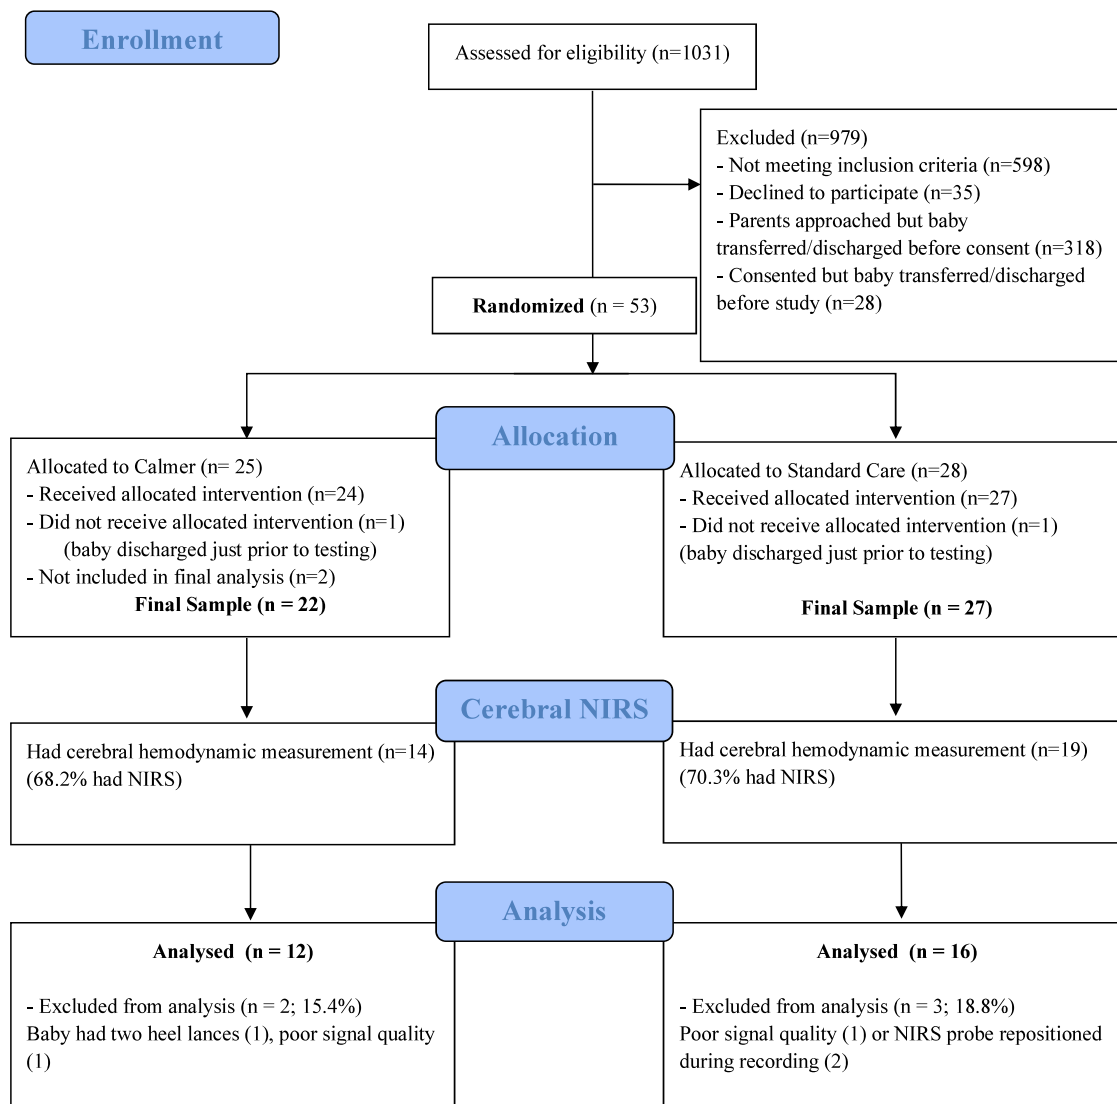 Enrollment
Assessed for eligibility (n=1031)
Excluded (n=979)
- Not meeting inclusion criteria (n=598)
- Declined to participate (n=35)
- Parents approached but baby
transferred/discharged before consent (n=318)
- Consented but baby transferred/discharged
before study (n=28)
Randomized (n = 53)
Allocation
Allocated to Calmer (n= 25)
- Received allocated intervention (n=24)
- Did not receive allocated intervention (n=1)
(baby discharged just prior to testing)
- Not included in final analysis (n=2)
Final Sample (n = 22)
Allocated to Standard Care (n=28)
- Received allocated intervention (n=27)
- Did not receive allocated intervention (n=1)
(baby discharged just prior to testing)
Final Sample (n = 27)
Cerebral NIRS
Had cerebral hemodynamic measurement (n=14)
(68.2% had NIRS)
Had cerebral hemodynamic measurement (n=19)
(70.3% had NIRS)
Analysis
Analysed (n = 12)
- Excluded from analysis (n = 2; 15.4%)
Baby had two heel lances (1), poor signal quality
(1)
Analysed (n = 16)
- Excluded from analysis (n = 3; 18.8%)
Poor signal quality (1) or NIRS probe repositioned
during recording (2)